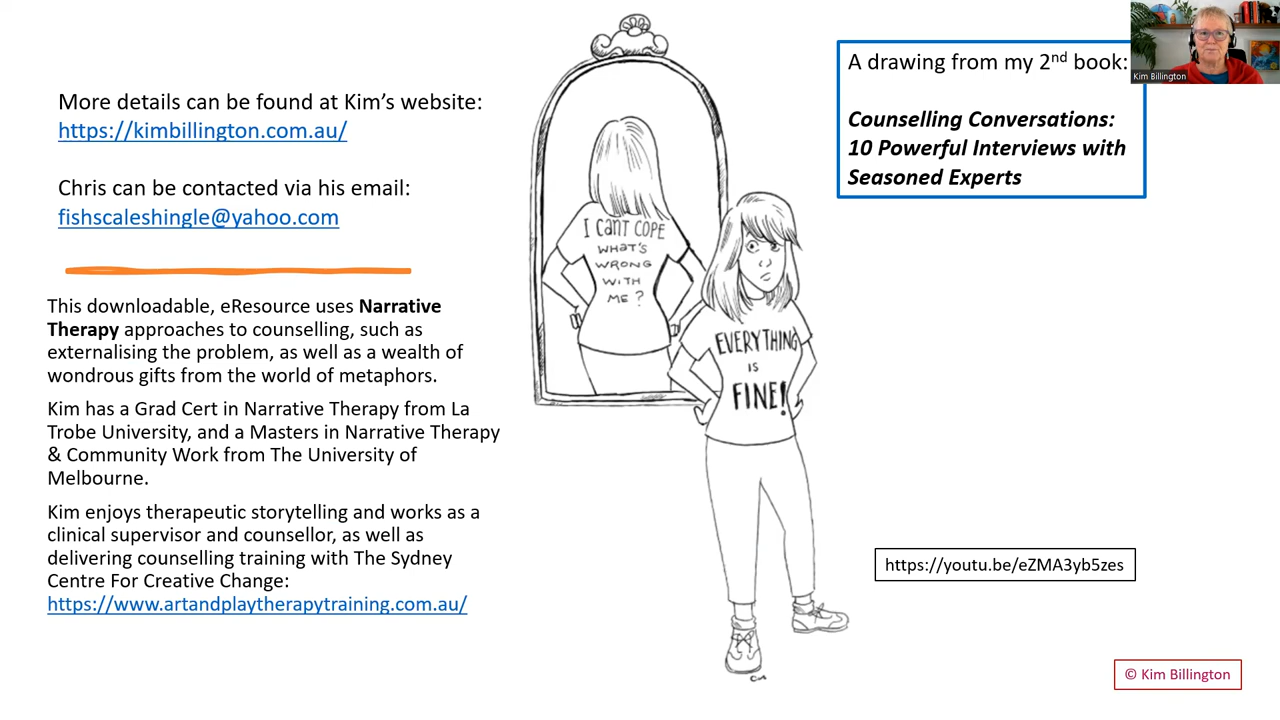 More details can be found at Kim's website:
https://kimbillington.com.au/
Chris can be contacted via his email:
fishscaleshingle@yahoo.com
This downloadable, eResource uses Narrative
Therapy approaches to counselling, such as
externalising the problem, as well as a wealth of
wondrous gifts from the world of metaphors.
Kim has a Grad Cert in Narrative Therapy from La
Trobe University, and a Masters in Narrative Therapy
& Community Work from The University of
Melbourne.
Kim enjoys therapeutic storytelling and works as a
clinical supervisor and counsellor, as well as
delivering counselling training with The Sydney
Centre For Creative Change:
https://www.artandplaytherapytraining.com.au/
I CAN'T COPE
WHAT'S
WRONG
WITH
ME?
EVERYTHING
IS
FINE!
A drawing from my 2nd book:
Counselling Conversations:
10 Powerful Interviews with
Seasoned Experts
Kim Billington
https://youtu.be/eZMA3yb5zes
© Kim Billington